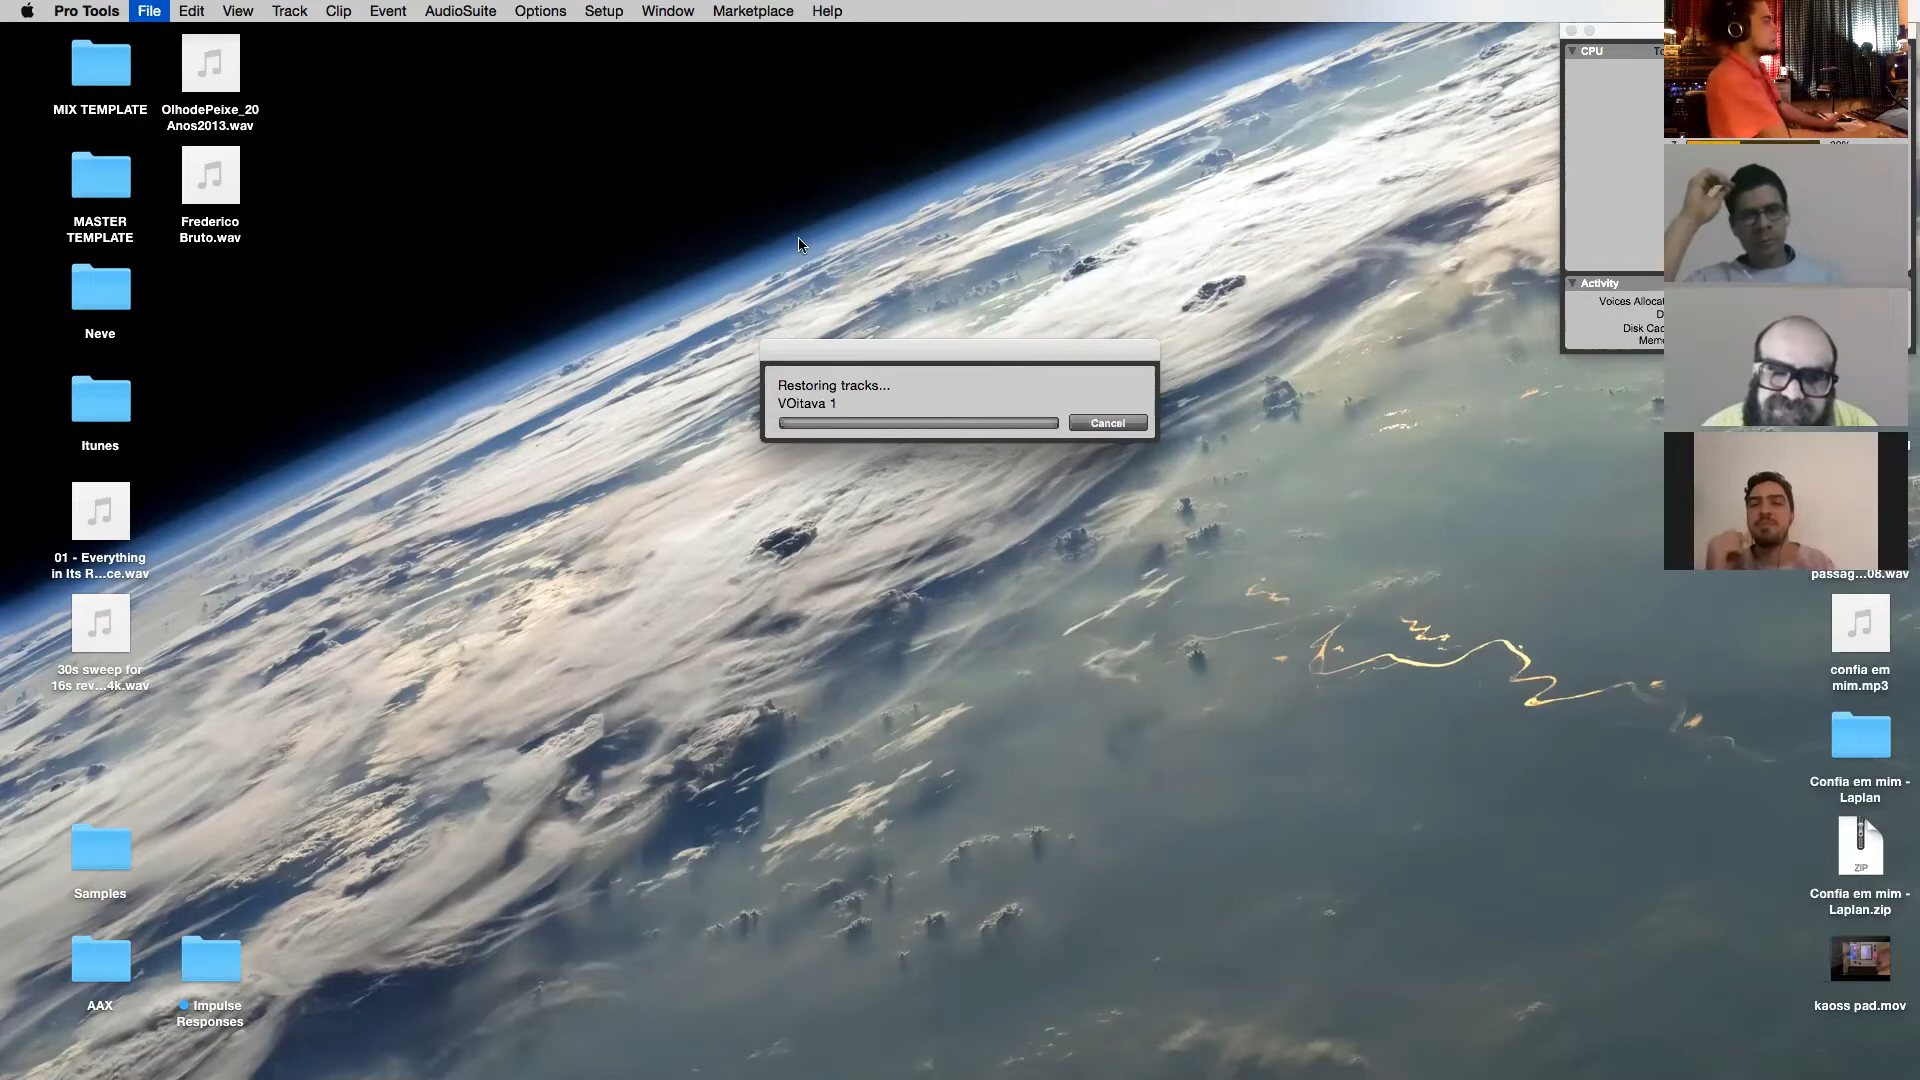 Pro Tools File Edit View Track Clip Event AudioSuite Options Setup Window Marketplace Help
MIX TEMPLATE
OlhodePeixe_20
Anos2013.wav
MASTER
TEMPLATE
Frederico
Bruto.wav
Neve
Itunes
01 - Everything
in Its R...ce.wav
30s sweep for
16s rev...4k.wav
Samples
AAX
Impulse
Responses
Restoring tracks...
VOitava 1
Cancel
CPU
Activity
Voices Allocat
Disk Cac
Memo
passag...08.wav
confia em
mim.mp3
Confia em mim -
Laplan
ZIP
Confia em mim -
Laplan.zip
kaoss pad.mov